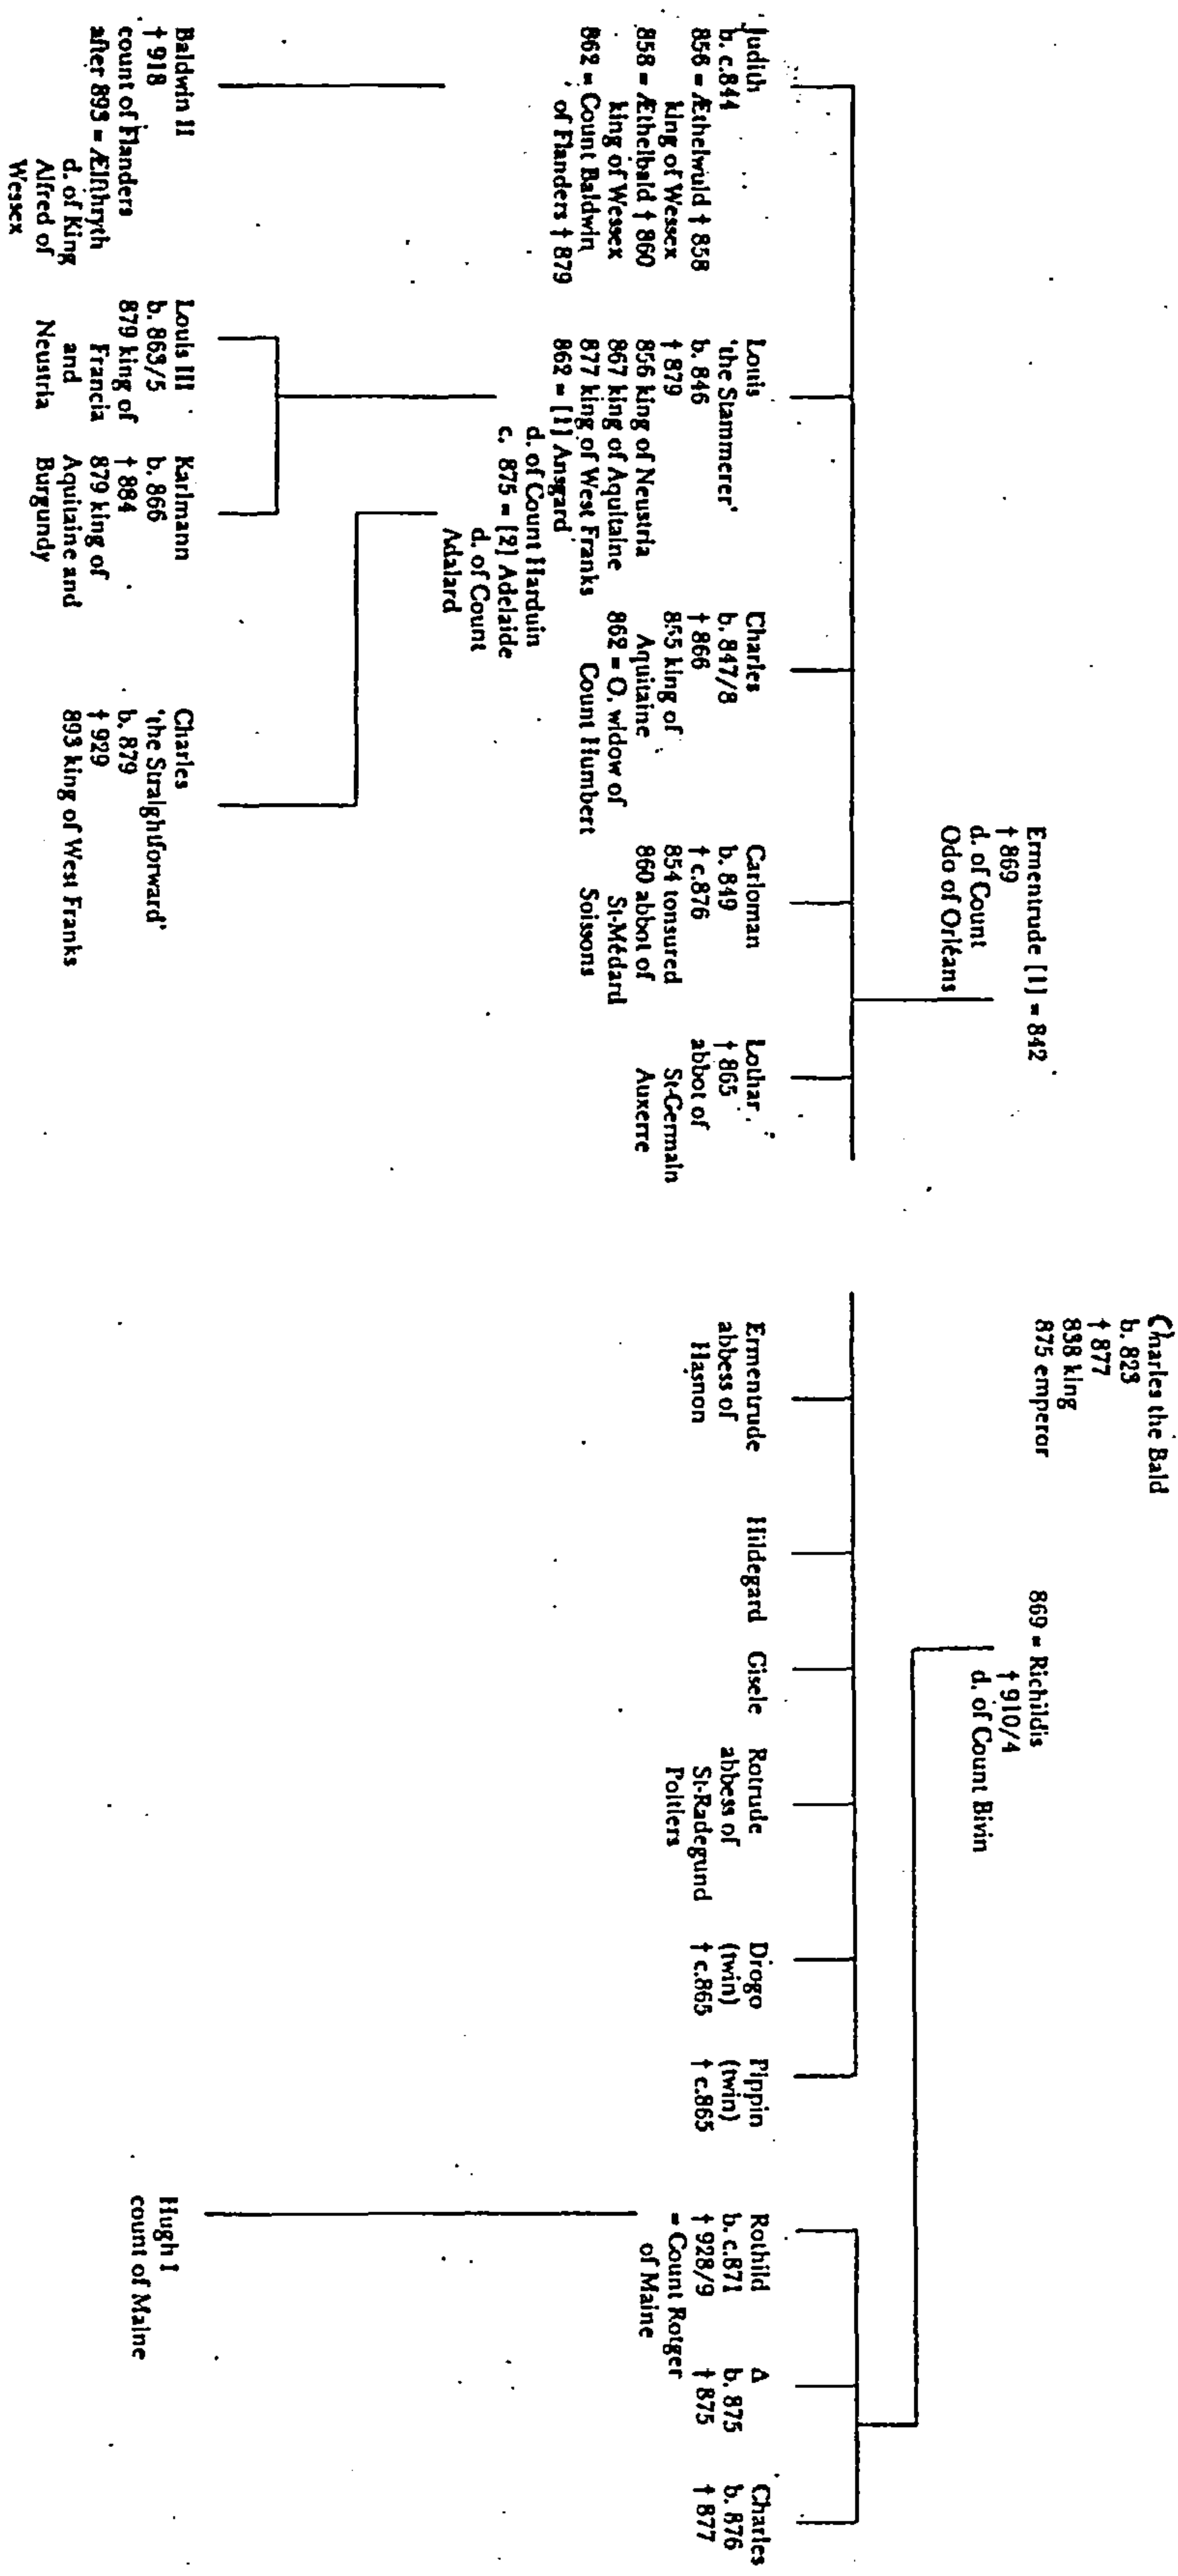 Charles the Bald
b. 823
† 877
838 king
875 emperor
Ermentrude [1] = 842
† 869
d. of Count
Odo of Orléans
869 = Richildis
† 910/4
d. of Count Bivin
Judith
b. c.844
856 = Æthelwuld † 858
king of Wessex
858 = Æthelbald † 860
king of Wessex
862 = Count Baldwin
of Flanders † 879
Louis
'the Stammerer'
b. 846
† 879
856 king of Neustria
867 king of Aquitaine
877 king of West Franks
862 = [1] Ansgard
d. of Count Harduin
c. 875 = [2] Adelaide
d. of Count
Adalard
Charles
b. 847/8
† 866
855 king of
Aquitaine
862 = O, widow of
Count Humbert
Carloman
b. 849
† c.876
854 tonsured
860 abbot of
St-Médard
Soissons
Lothar
† 865
abbot of
St-Germain
Auxerre
Ermentrude
abbess of
Hasnon
Hildegard
Gisele
Rotrude
abbess of
St-Radegund
Poitiers
Drogo
(twin)
† c.865
Pippin
(twin)
† c.865
Rothild
b. c.871
† 928/9
= Count Rotger
of Maine
Δ
b. 875
† 875
Charles
b. 876
† 877
Baldwin II
† 918
count of Flanders
after 893 = Ælfthryth
d. of King
Alfred of
Wessex
Louis III
b. 863/5
879 king of
Francia
and
Neustria
Karlmann
b. 866
† 884
879 king of
Aquitaine and
Burgundy
Charles
'the Straightforward'
b. 879
† 929
893 king of West Franks
Hugh I
count of Maine